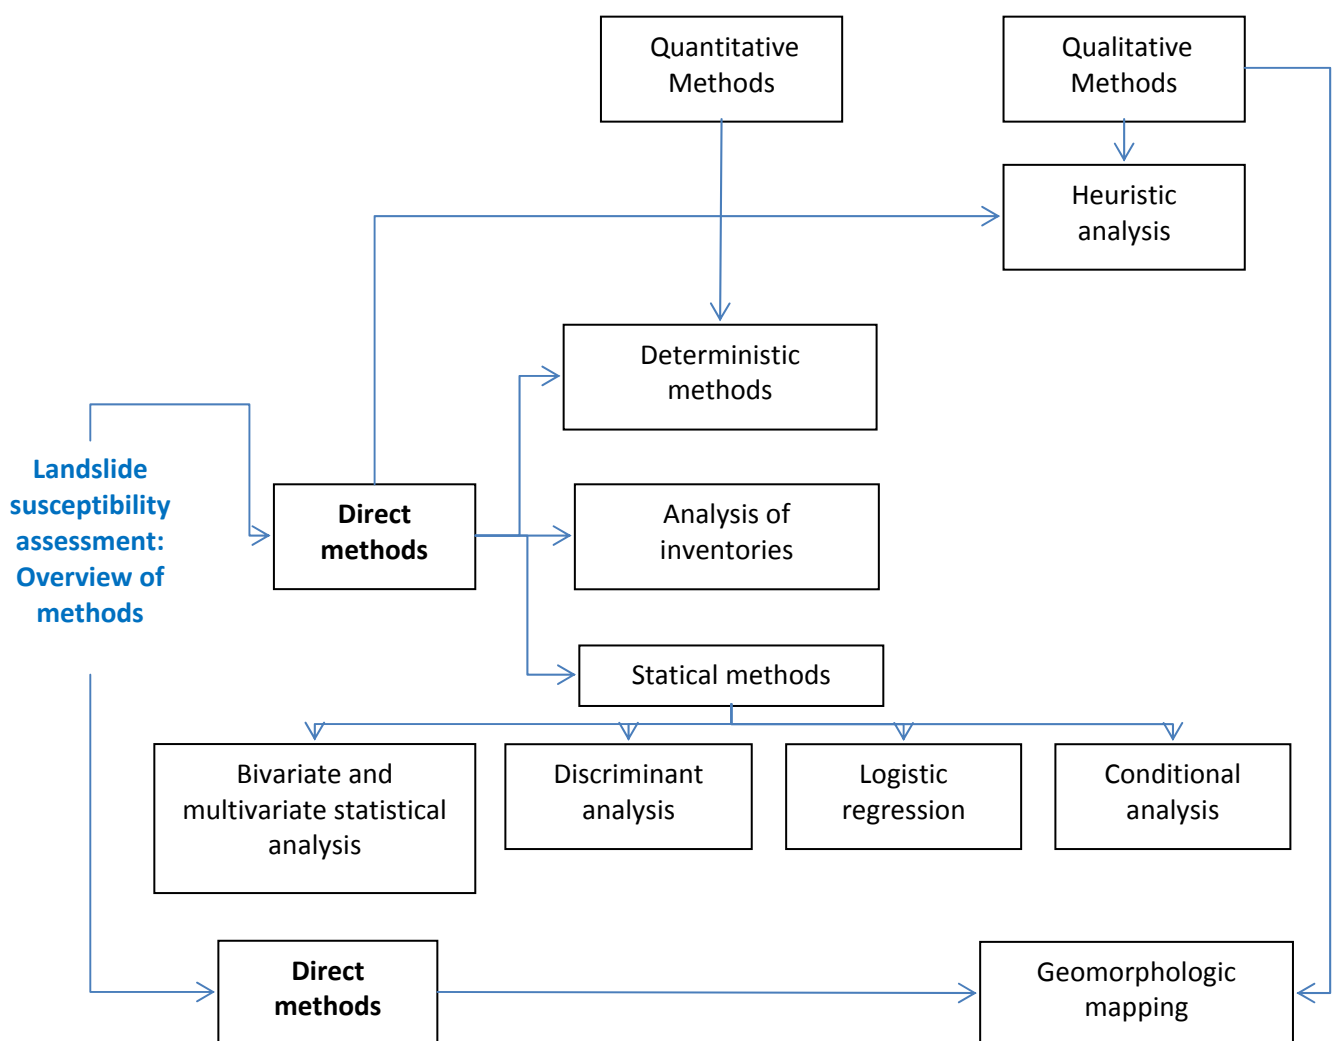 Quantitative
Methods
Qualitative
Methods
Heuristic
analysis
Deterministic
methods
Landslide
susceptibility
assessment:
Overview of
methods
Direct
methods
Analysis of
inventories
Statical methods
Bivariate and
multivariate statistical
analysis
Discriminant
analysis
Logistic
regression
Conditional
analysis
Direct
methods
Geomorphologic
mapping